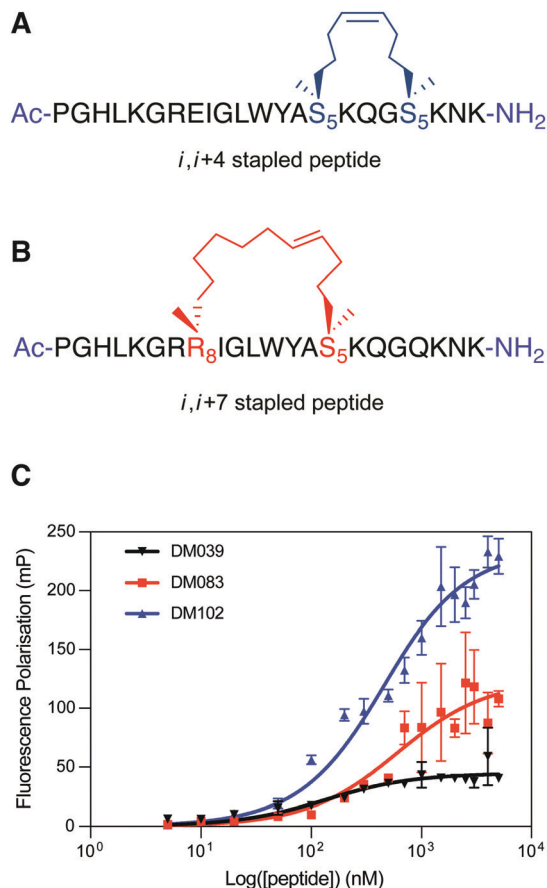 A
Ac-PGHLKGREIGLWYAS5KQGS5KNK-NH2
i,i+4 stapled peptide
B
Ac-PGHLKGRR8IGLWYAS5KQGQKNK-NH2
i,i+7 stapled peptide
C
Fluorescence Polarisation (mP)
250
200
150
100
50
0
DM039
DM083
DM102
10^0
10^1
10^2
10^3
10^4
Log([peptide]) (nM)